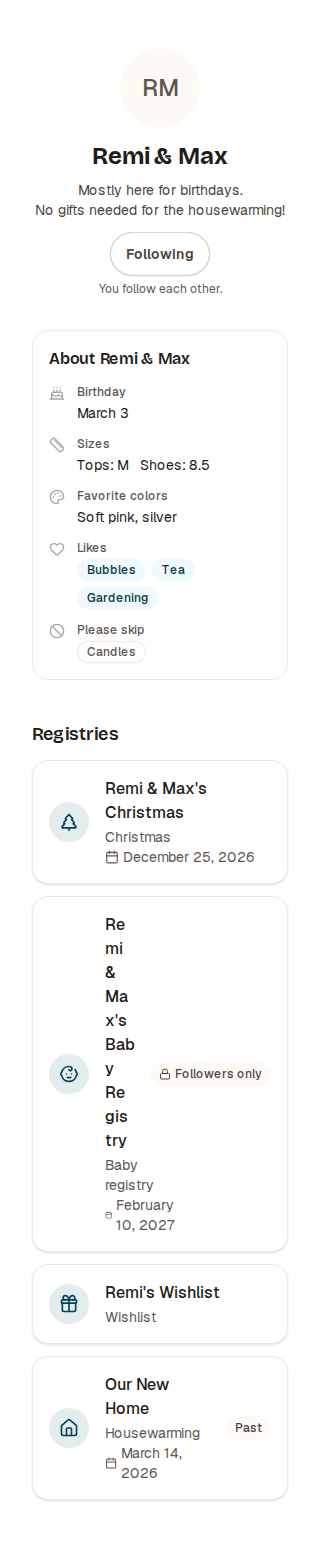 RM
Remi & Max
Mostly here for birthdays.
No gifts needed for the housewarming!
Following
You follow each other.
About Remi & Max
Birthday
March 3
Sizes
Tops: M Shoes: 8.5
Favorite colors
Soft pink, silver
Likes
Bubbles Tea
Gardening
Please skip
Candles
Registries
Remi & Max's
Christmas
Christmas
December 25, 2026
Re
mi
&
Ma
x's
Bab
y
Re
gis
try
Followers only
Baby
registry
February
10, 2027
Remi's Wishlist
Wishlist
Our New
Home
Housewarming
Past
March 14,
2026